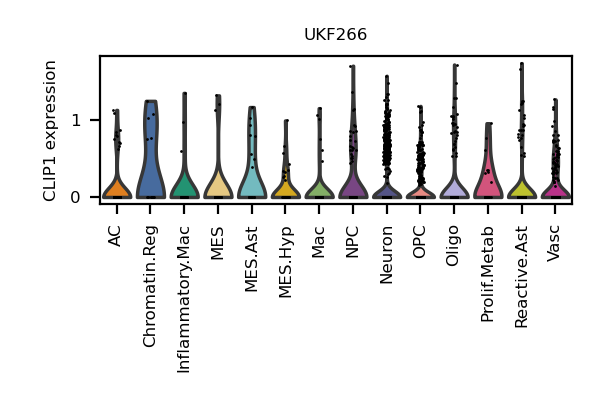 UKF266
CLIP1 expression
1
0
AC
Chromatin.Reg
Inflammatory.Mac
MES
MES.Ast
MES.Hyp
Mac
NPC
Neuron
OPC
Oligo
Prolif.Metab
Reactive.Ast
Vasc